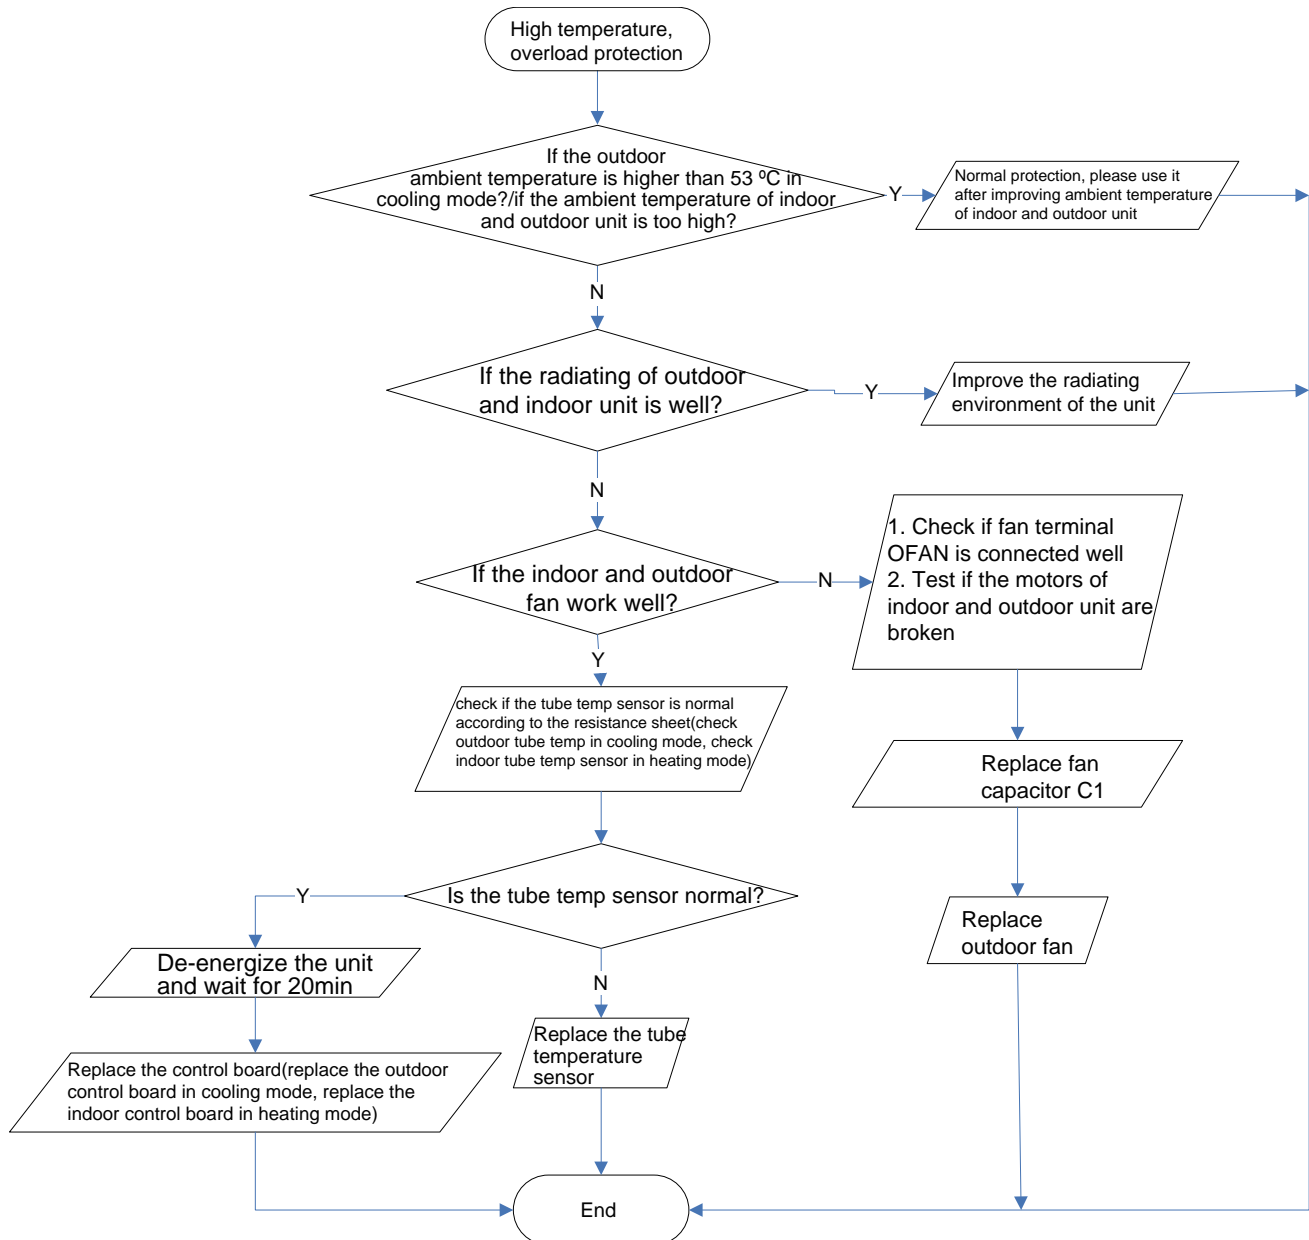 High temperature,
overload protection
If the outdoor
ambient temperature is higher than 53 ºC in
cooling mode?/if the ambient temperature of indoor
and outdoor unit is too high?
Y
Normal protection, please use it
after improving ambient temperature
of indoor and outdoor unit
N
If the radiating of outdoor
and indoor unit is well?
Y
Improve the radiating
environment of the unit
N
If the indoor and outdoor
fan work well?
N
1. Check if fan terminal
OFAN is connected well
2. Test if the motors of
indoor and outdoor unit are
broken
Y
check if the tube temp sensor is normal
according to the resistance sheet(check
outdoor tube temp in cooling mode, check
indoor tube temp sensor in heating mode)
Replace fan
capacitor C1
Is the tube temp sensor normal?
Y
Replace
outdoor fan
De-energize the unit
and wait for 20min
N
Replace the tube
temperature
sensor
Replace the control board(replace the outdoor
control board in cooling mode, replace the
indoor control board in heating mode)
End